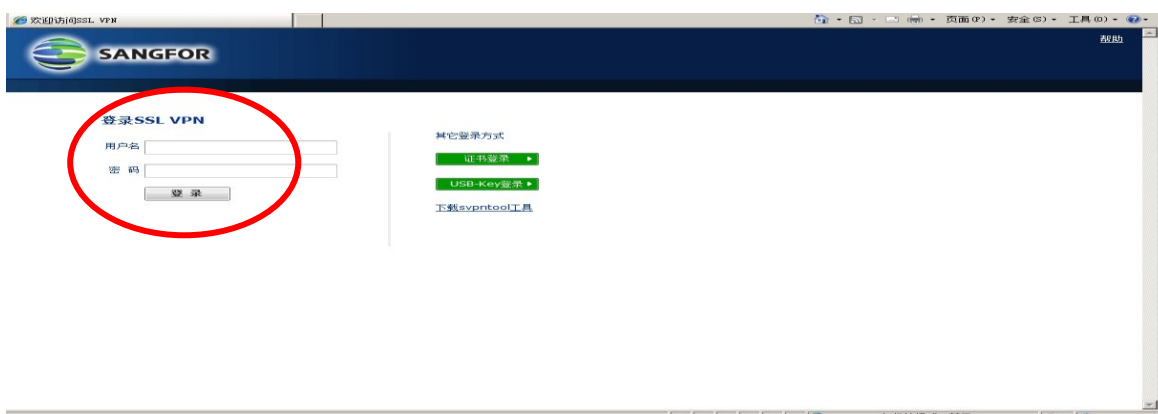 欢迎访问SSL VPN
页面(P) 安全(S) 工具(O)
SANGFOR
帮助
登录SSL VPN
用户名
密 码
登 录
其它登录方式
证书登录
USB-Key登录
下载svpntool工具